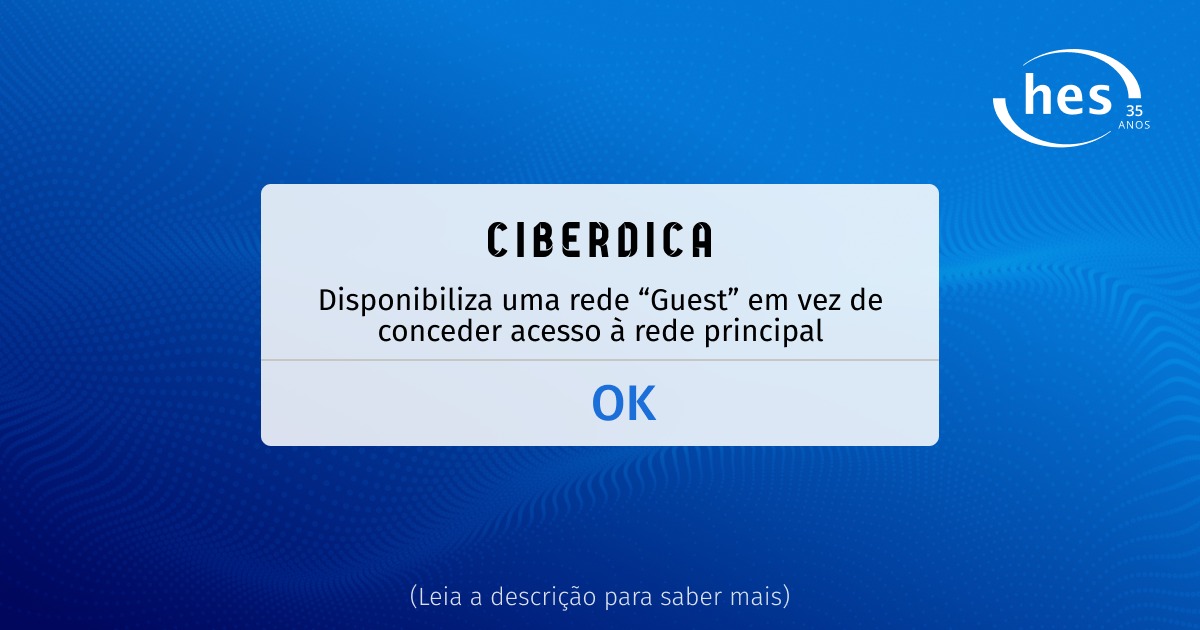 hes
35
ANOS
CIBERDICA
Disponibiliza uma rede “Guest” em vez de
conceder acesso à rede principal
OK
(Leia a descrição para saber mais)